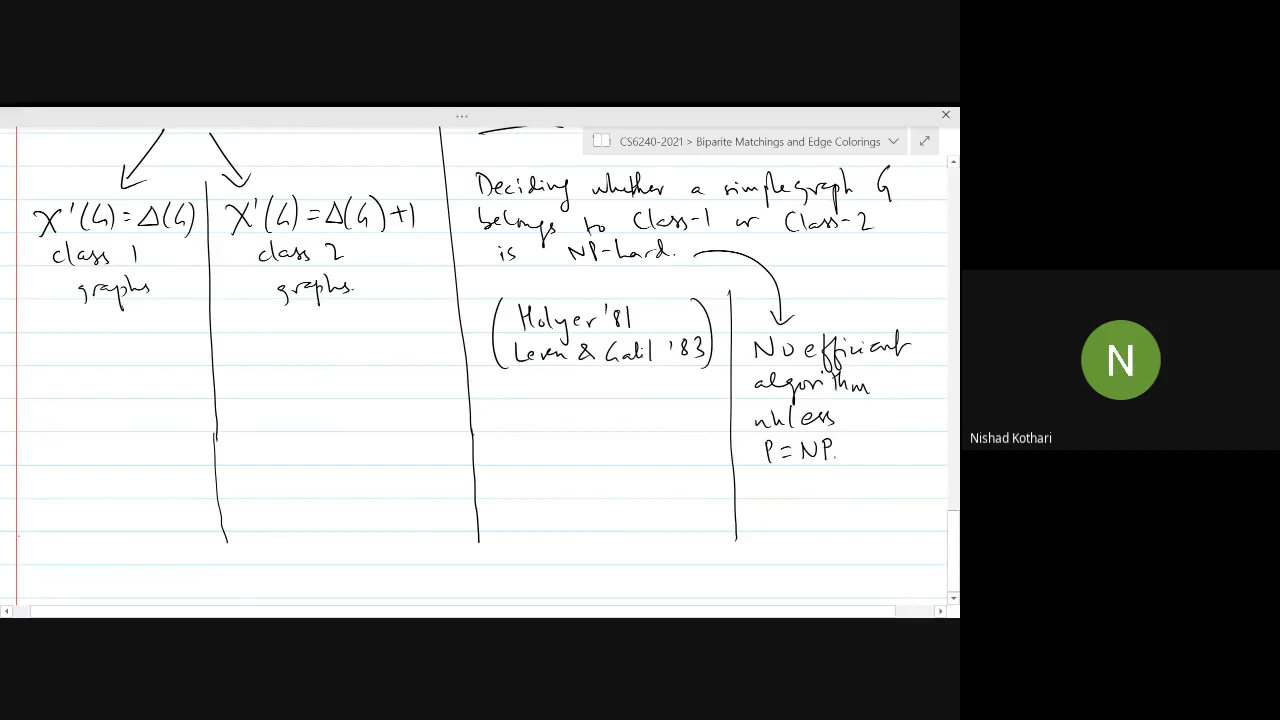 CS6240-2021 > Biparite Matchings and Edge Colorings
χ'(G) = Δ(G)
class 1
graphs
χ'(G) = Δ(G)+1
class 2
graphs.
Deciding whether a simple graph G
belongs to Class-1 or Class-2
is NP-hard.
(Holyer '81
Leven & Galil '83)
No efficient
algorithm
unless
P = NP.
N
Nishad Kothari